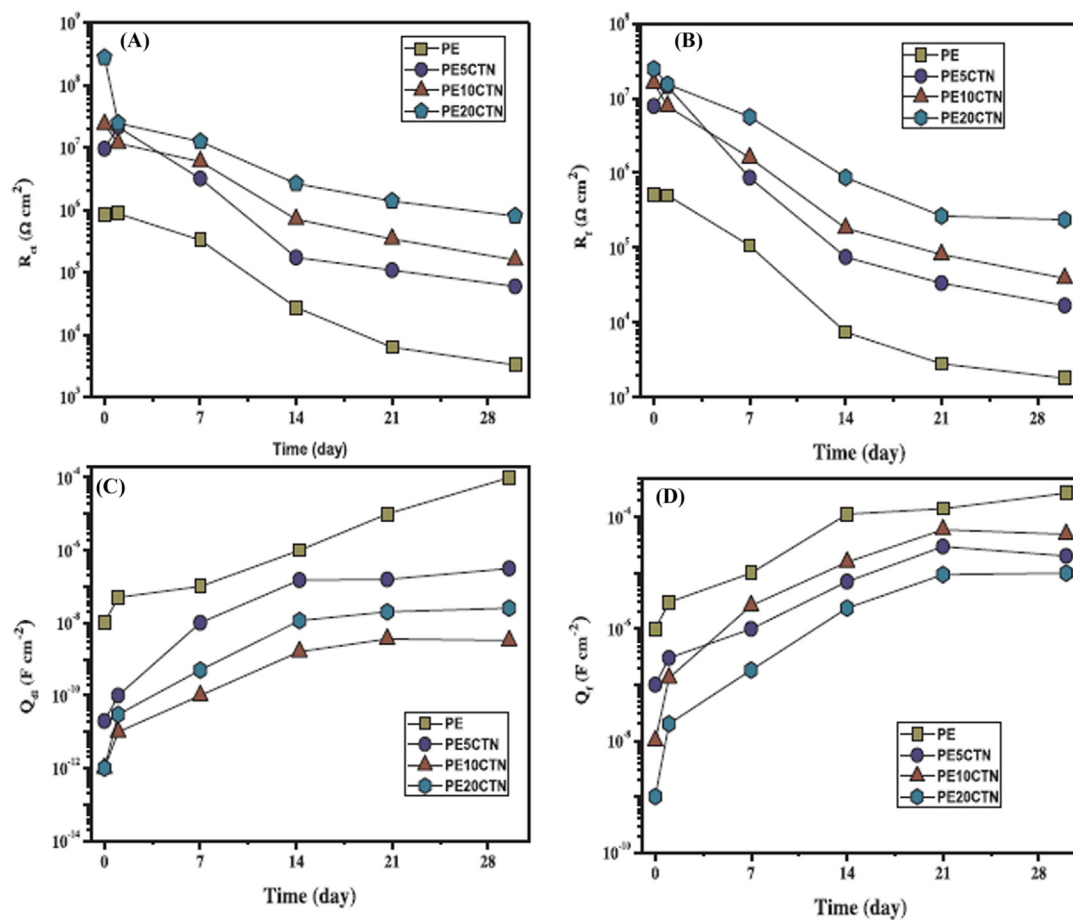 (A)
PE
PE5CTN
PE10CTN
PE20CTN
10⁹
10⁸
10⁷
10⁶
10⁵
10⁴
10³
R_ct (Ω cm²)
0 7 14 21 28
Time (day)
(B)
PE
PE5CTN
PE10CTN
PE20CTN
10⁸
10⁷
10⁶
10⁵
10⁴
10³
R_f (Ω cm²)
0 7 14 21 28
Time (day)
(C)
10⁻⁴
10⁻⁶
10⁻⁸
10⁻¹⁰
10⁻¹²
10⁻¹⁴
Q_dl (F cm⁻²)
PE
PE5CTN
PE10CTN
PE20CTN
0 7 14 21 28
Time (day)
(D)
10⁻⁴
10⁻⁶
10⁻⁸
10⁻¹⁰
Q_f (F cm⁻²)
PE
PE5CTN
PE10CTN
PE20CTN
0 7 14 21 28
Time (day)